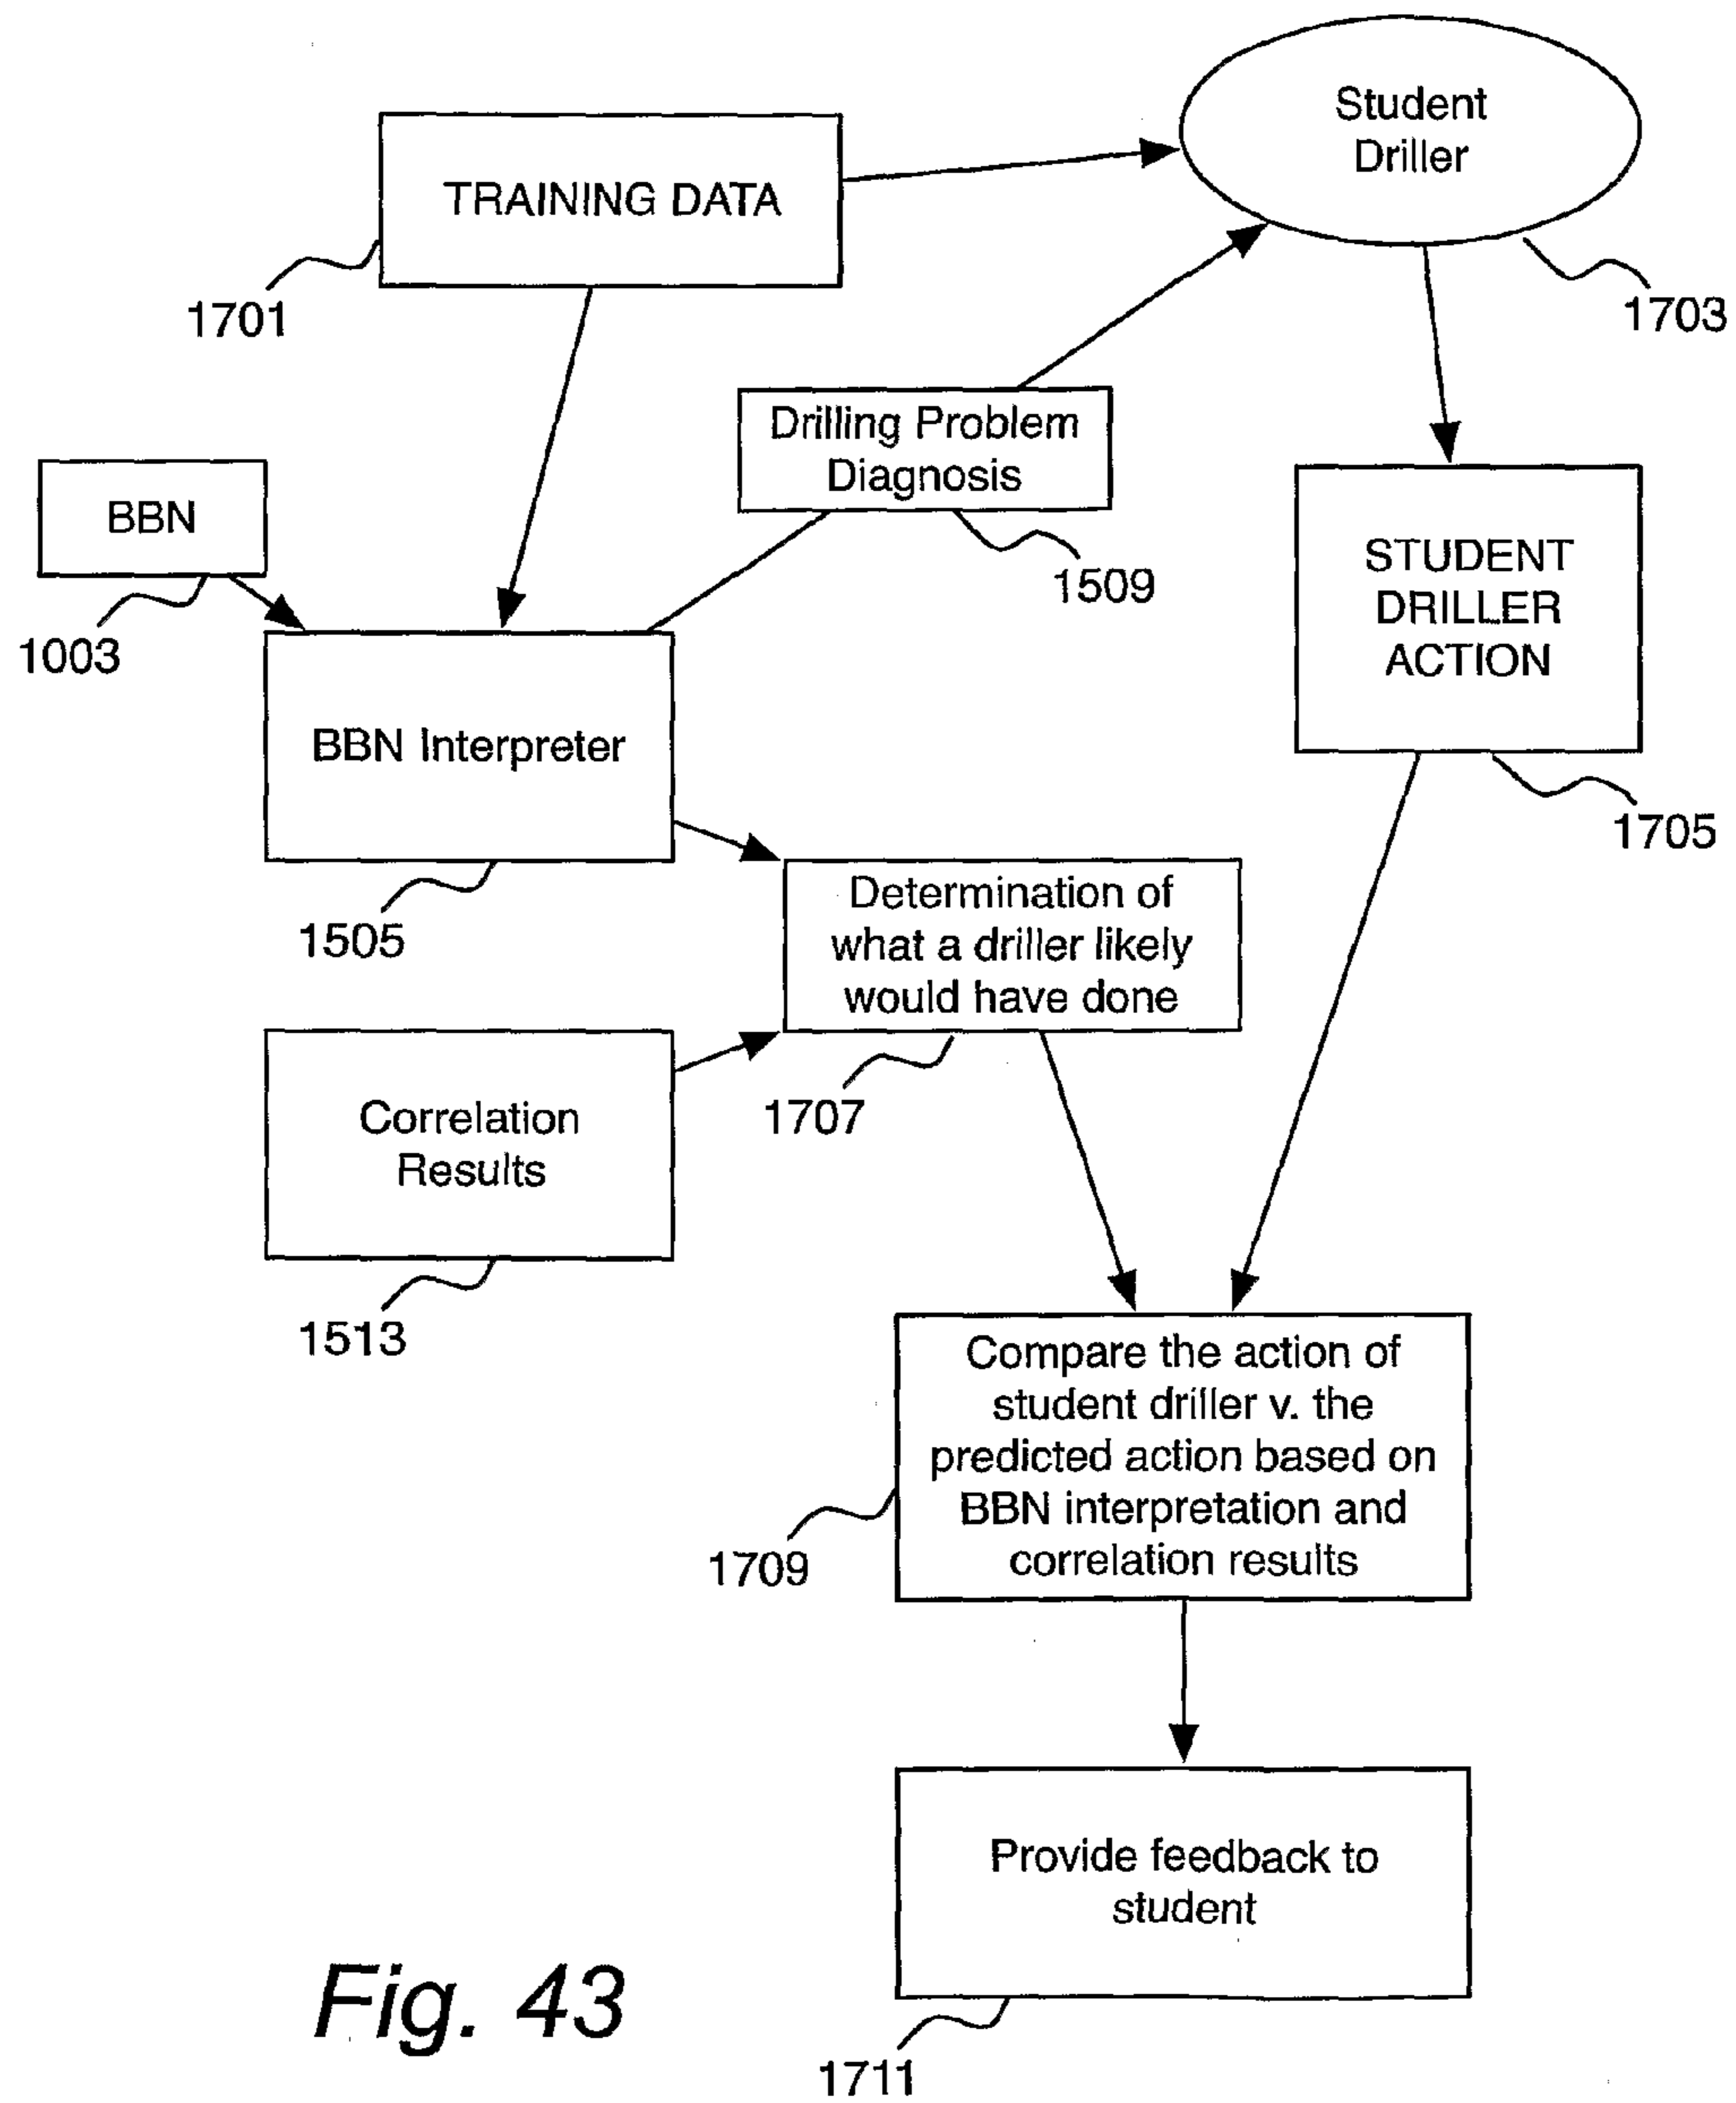 Student
Driller
TRAINING DATA
1701
1703
Drilling Problem
Diagnosis
BBN
1509
STUDENT
DRILLER
ACTION
1003
BBN Interpreter
1705
Determination of
what a driller likely
would have done
1505
Correlation
Results
1707
1513
Compare the action of
student driller v. the
predicted action based on
BBN interpretation and
correlation results
1709
Provide feedback to
student
Fig. 43
1711